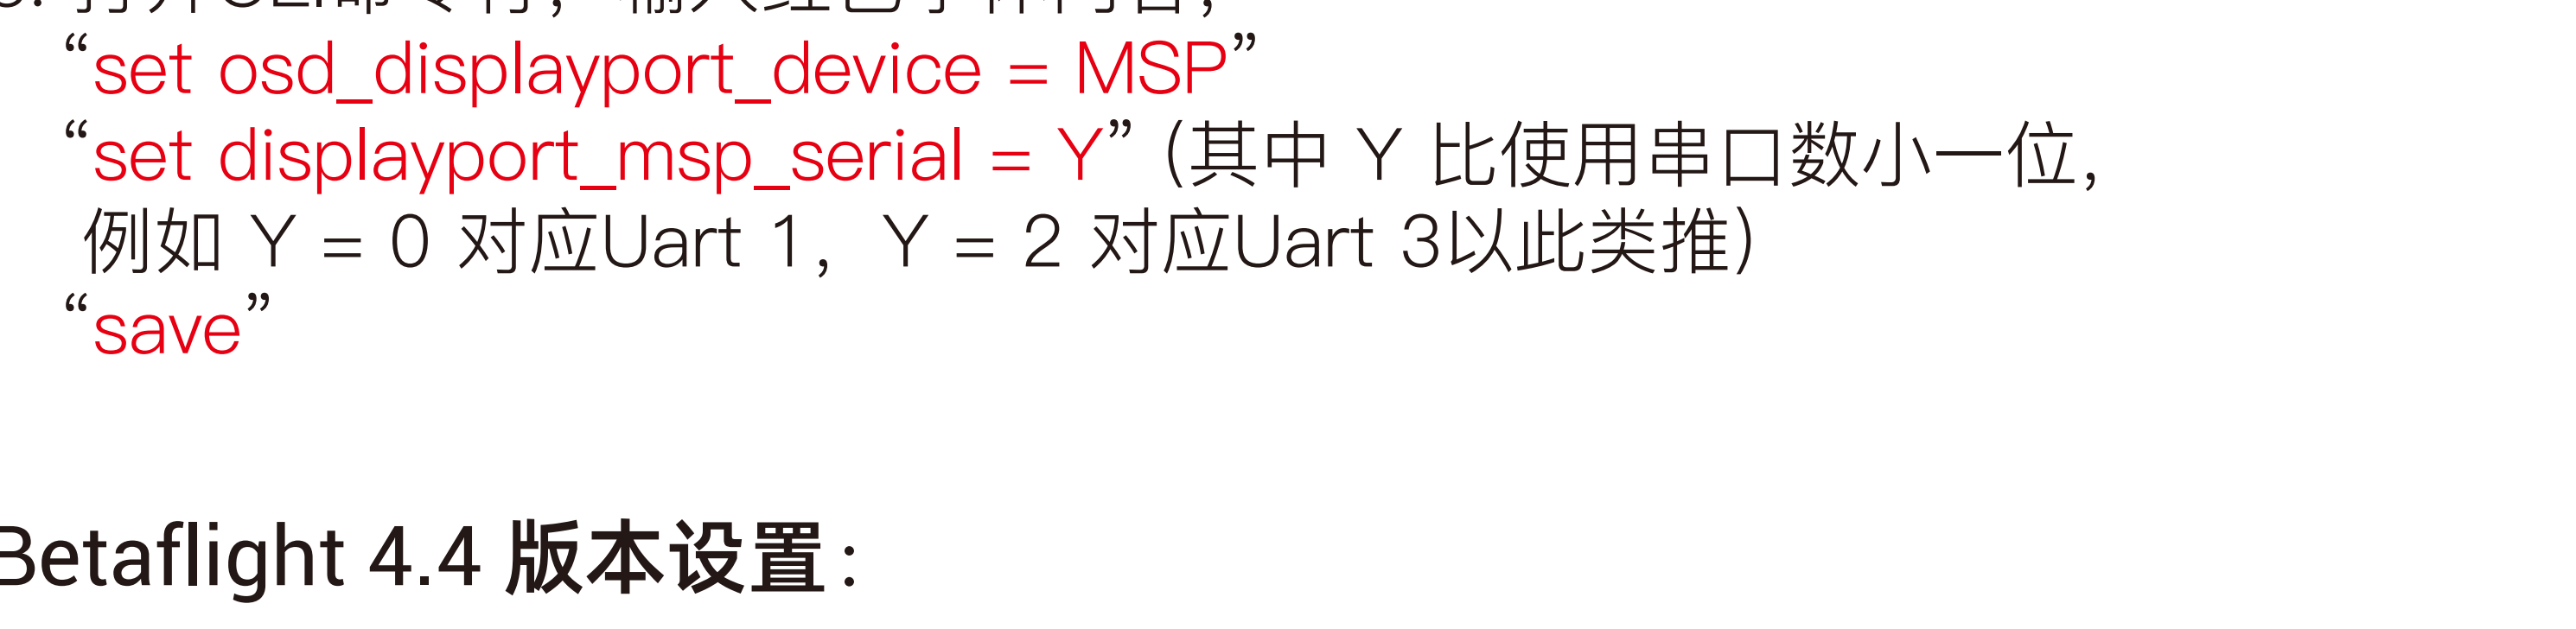 “set osd_displayport_device = MSP”
“set displayport_msp_serial = Y” (其中 Y 比使用串口数小一位,
例如 Y = 0 对应Uart 1, Y = 2 对应Uart 3以此类推)
“save”
Betaflight 4.4 版本设置: